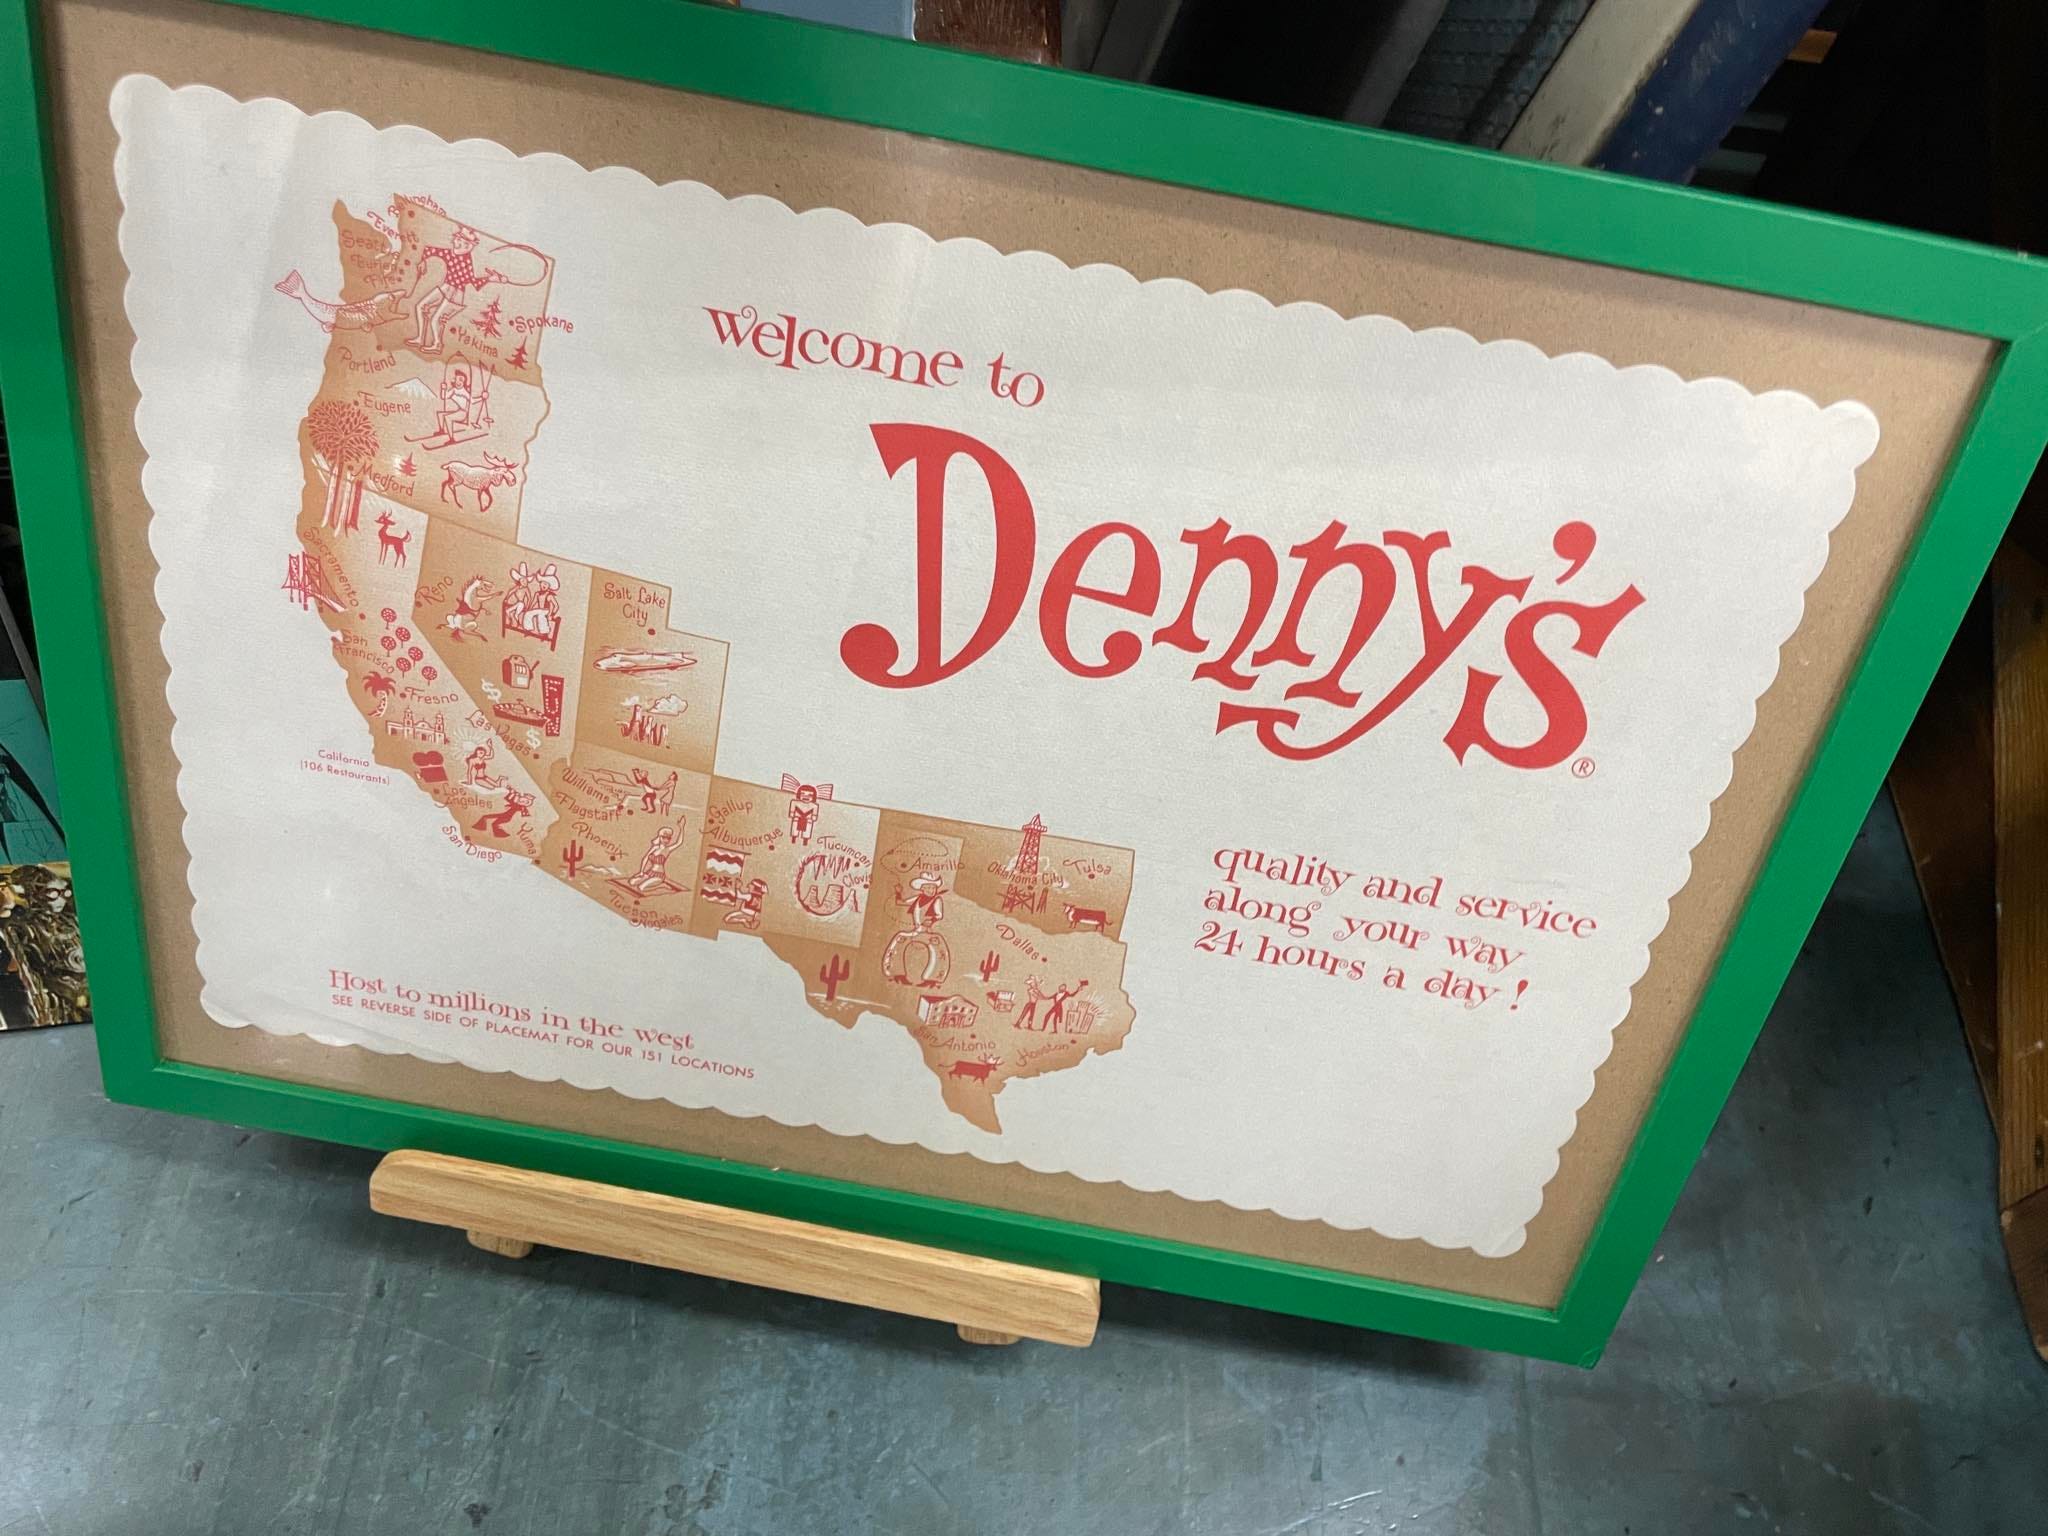 welcome to
Denny's®
quality and service
along your way
24 hours a day!
Bellingham
Everett
Fife
Spokane
Yakima
Portland
Eugene
Medford
Sacramento
Reno
Salt Lake
City
San
Francisco
Fresno
Las Vegas
California
(106 Restaurants)
Los
Angeles
San Diego
Yuma
Williams
Flagstaff
Phoenix
Tucson
Nogales
Gallup
Albuquerque
Tucumcari
Clovis
Amarillo
Oklahoma City
Tulsa
Dallas
San Antonio
Houston
Host to millions in the west
SEE REVERSE SIDE OF PLACEMAT FOR OUR 151 LOCATIONS